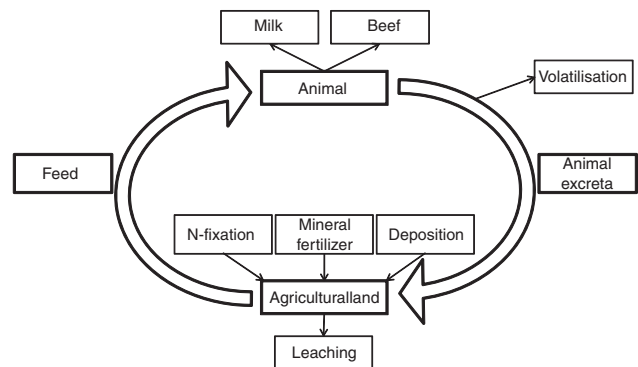 Milk
Beef
Animal
Volatilisation
Feed
Animal
excreta
N-fixation
Mineral
fertilizer
Deposition
Agriculturalland
Leaching